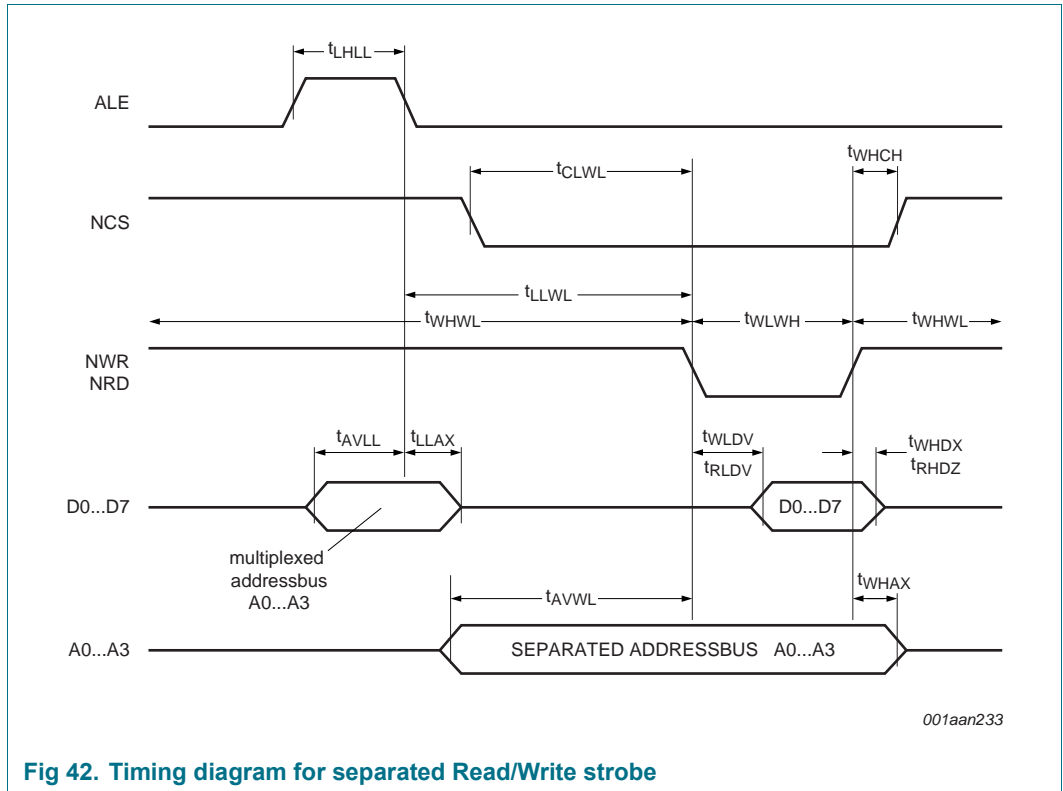 tLHLL
ALE
tCLWL
tWHCH
NCS
tLLWL
tWHWL
tWLWH
tWHWL
NWR
NRD
tAVLL
tLLAX
tWLDV
tRLDV
tWHDX
tRHDZ
D0...D7
D0...D7
multiplexed
addressbus
A0...A3
tAVWL
tWHAX
A0...A3
SEPARATED ADDRESSBUS A0...A3
001aan233
Fig 42. Timing diagram for separated Read/Write strobe